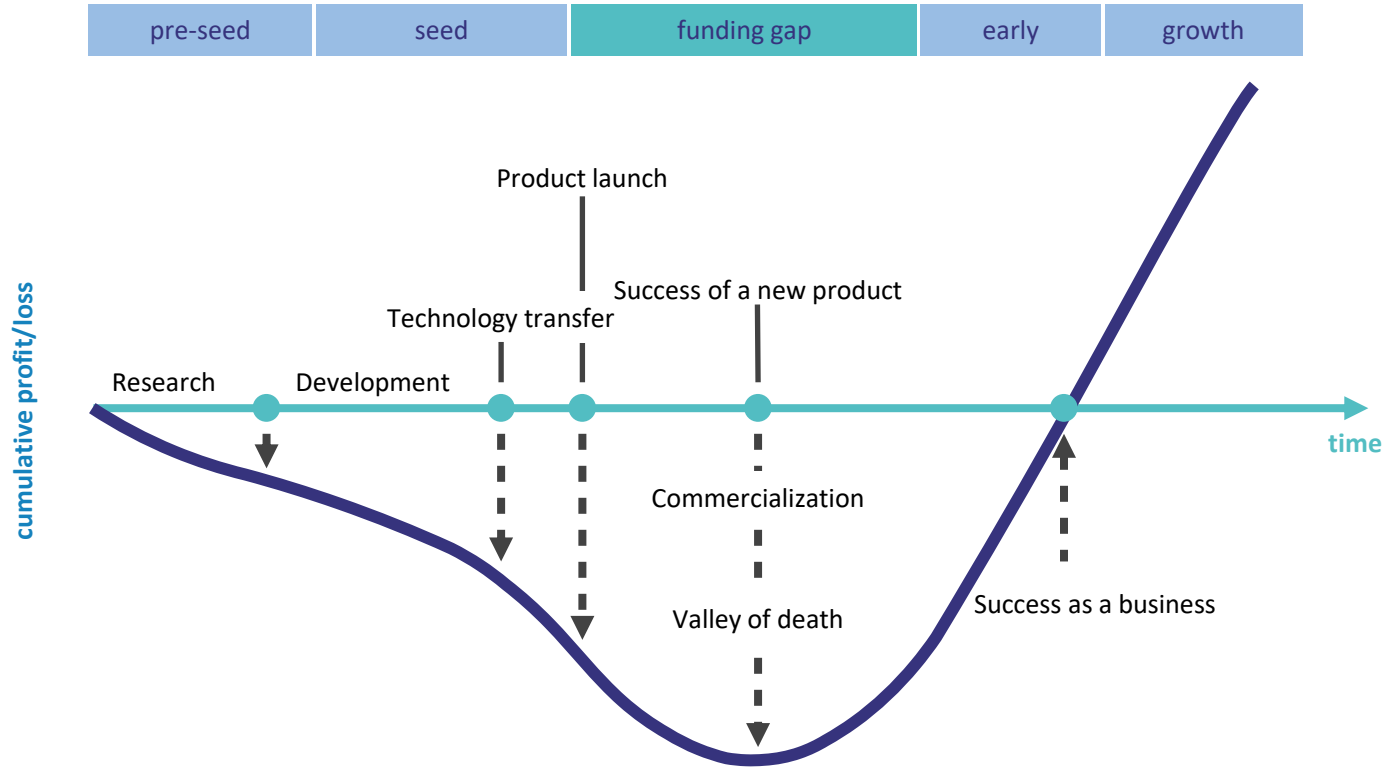 pre-seed
seed
funding gap
early
growth
Product launch
Success of a new product
Technology transfer
Research
Development
cumulative profit/loss
time
Commercialization
Success as a business
Valley of death